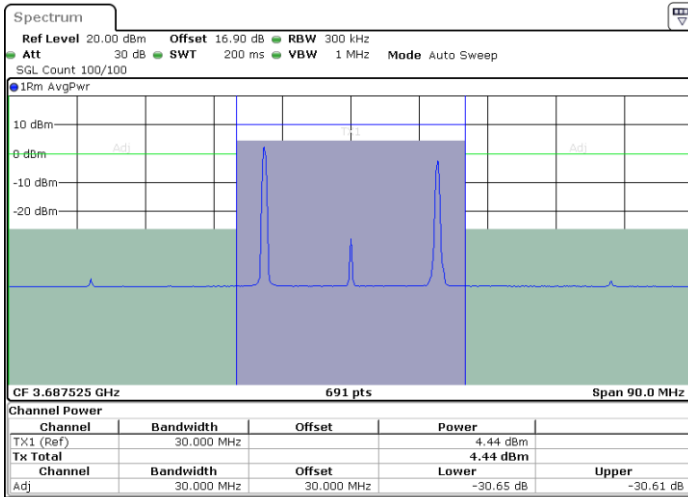 Spectrum
Ref Level 20.00 dBm Offset 16.90 dB RBW 300 kHz
Att 30 dB SWT 200 ms VBW 1 MHz Mode Auto Sweep
SGL Count 100/100
1Rm AvgPwr
10 dBm
TX1
Adj
Adj
0 dBm
-10 dBm
-20 dBm
CF 3.687525 GHz 691 pts Span 90.0 MHz
Channel Power
Channel Bandwidth Offset Power
TX1 (Ref) 30.000 MHz 4.44 dBm
Tx Total 4.44 dBm
Channel Bandwidth Offset Lower Upper
Adj 30.000 MHz 30.000 MHz -30.65 dB -30.61 dB